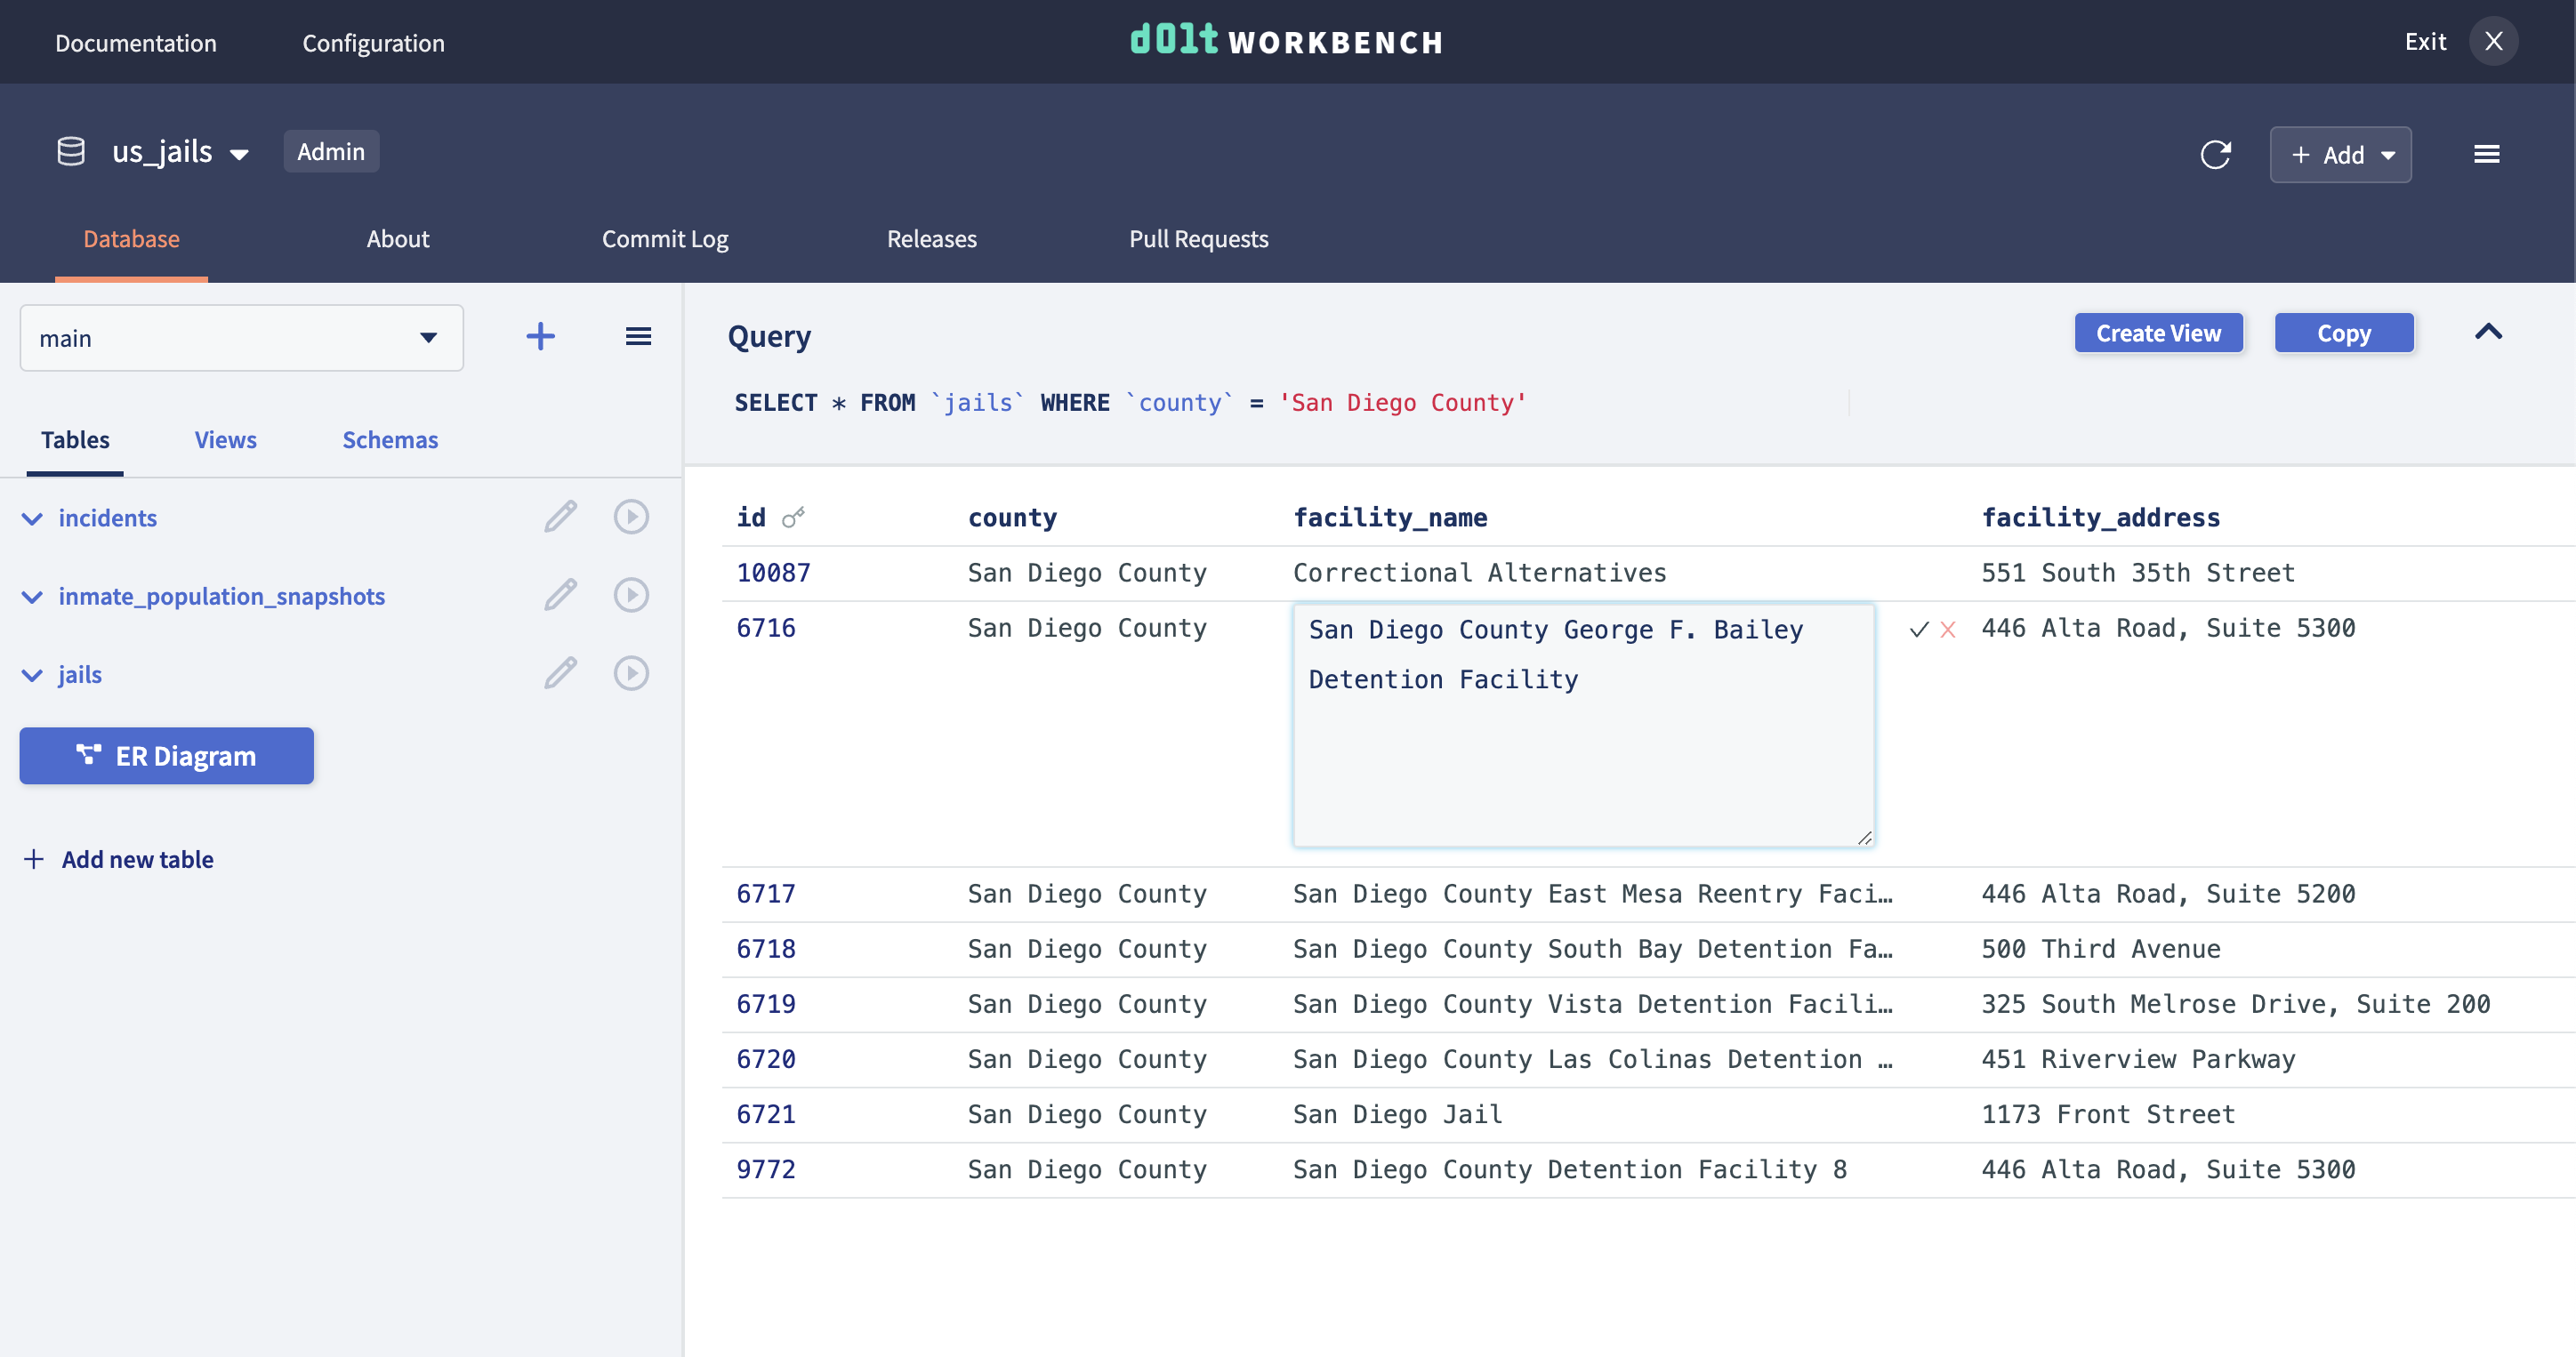 Documentation Configuration dolt WORKBENCH Exit X
us_jails Admin + Add
Database About Commit Log Releases Pull Requests
main +
Query Create View Copy
SELECT * FROM `jails` WHERE `county` = 'San Diego County'
Tables Views Schemas
incidents
inmate_population_snapshots
jails
ER Diagram
+ Add new table
id county facility_name facility_address
10087 San Diego County Correctional Alternatives 551 South 35th Street
6716 San Diego County San Diego County George F. Bailey 446 Alta Road, Suite 5300
Detention Facility
6717 San Diego County San Diego County East Mesa Reentry Faci… 446 Alta Road, Suite 5200
6718 San Diego County San Diego County South Bay Detention Fa… 500 Third Avenue
6719 San Diego County San Diego County Vista Detention Facili… 325 South Melrose Drive, Suite 200
6720 San Diego County San Diego County Las Colinas Detention … 451 Riverview Parkway
6721 San Diego County San Diego Jail 1173 Front Street
9772 San Diego County San Diego County Detention Facility 8 446 Alta Road, Suite 5300